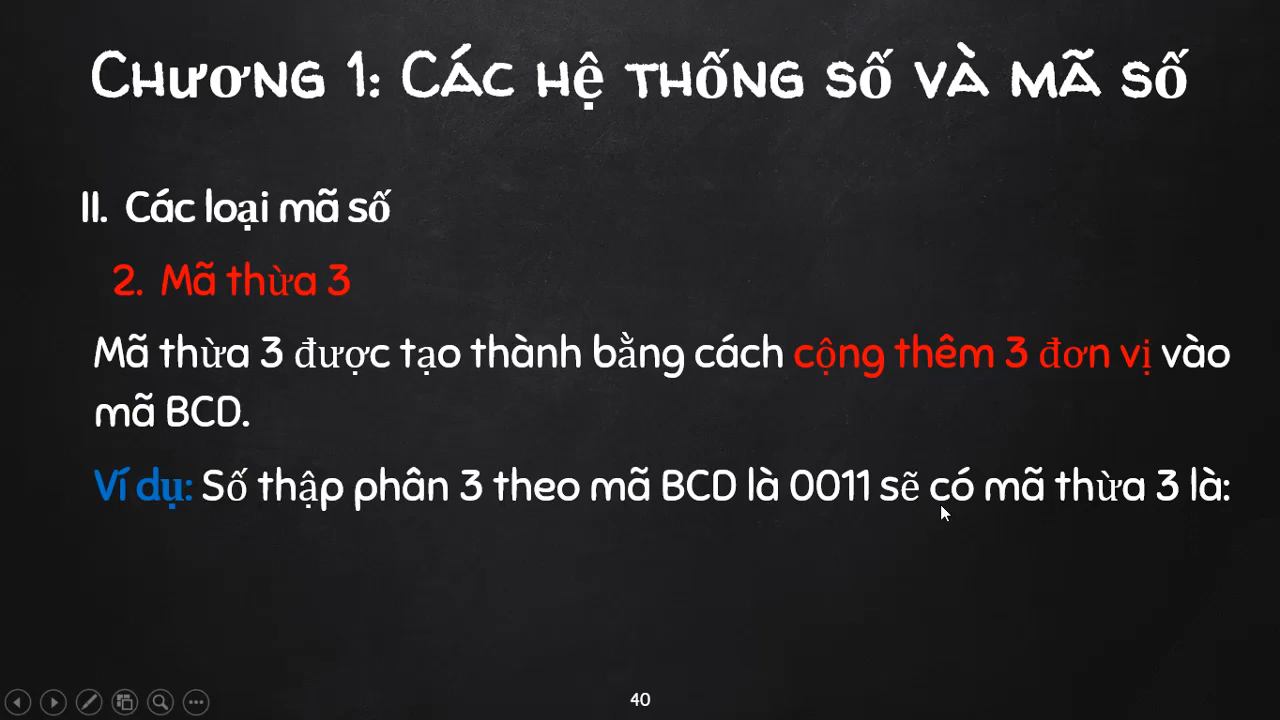 Chương 1: Các hệ thống số và mã số
II. Các loại mã số
2. Mã thừa 3
Mã thừa 3 được tạo thành bằng cách cộng thêm 3 đơn vị vào
mã BCD.
Ví dụ: Số thập phân 3 theo mã BCD là 0011 sẽ có mã thừa 3 là:
40